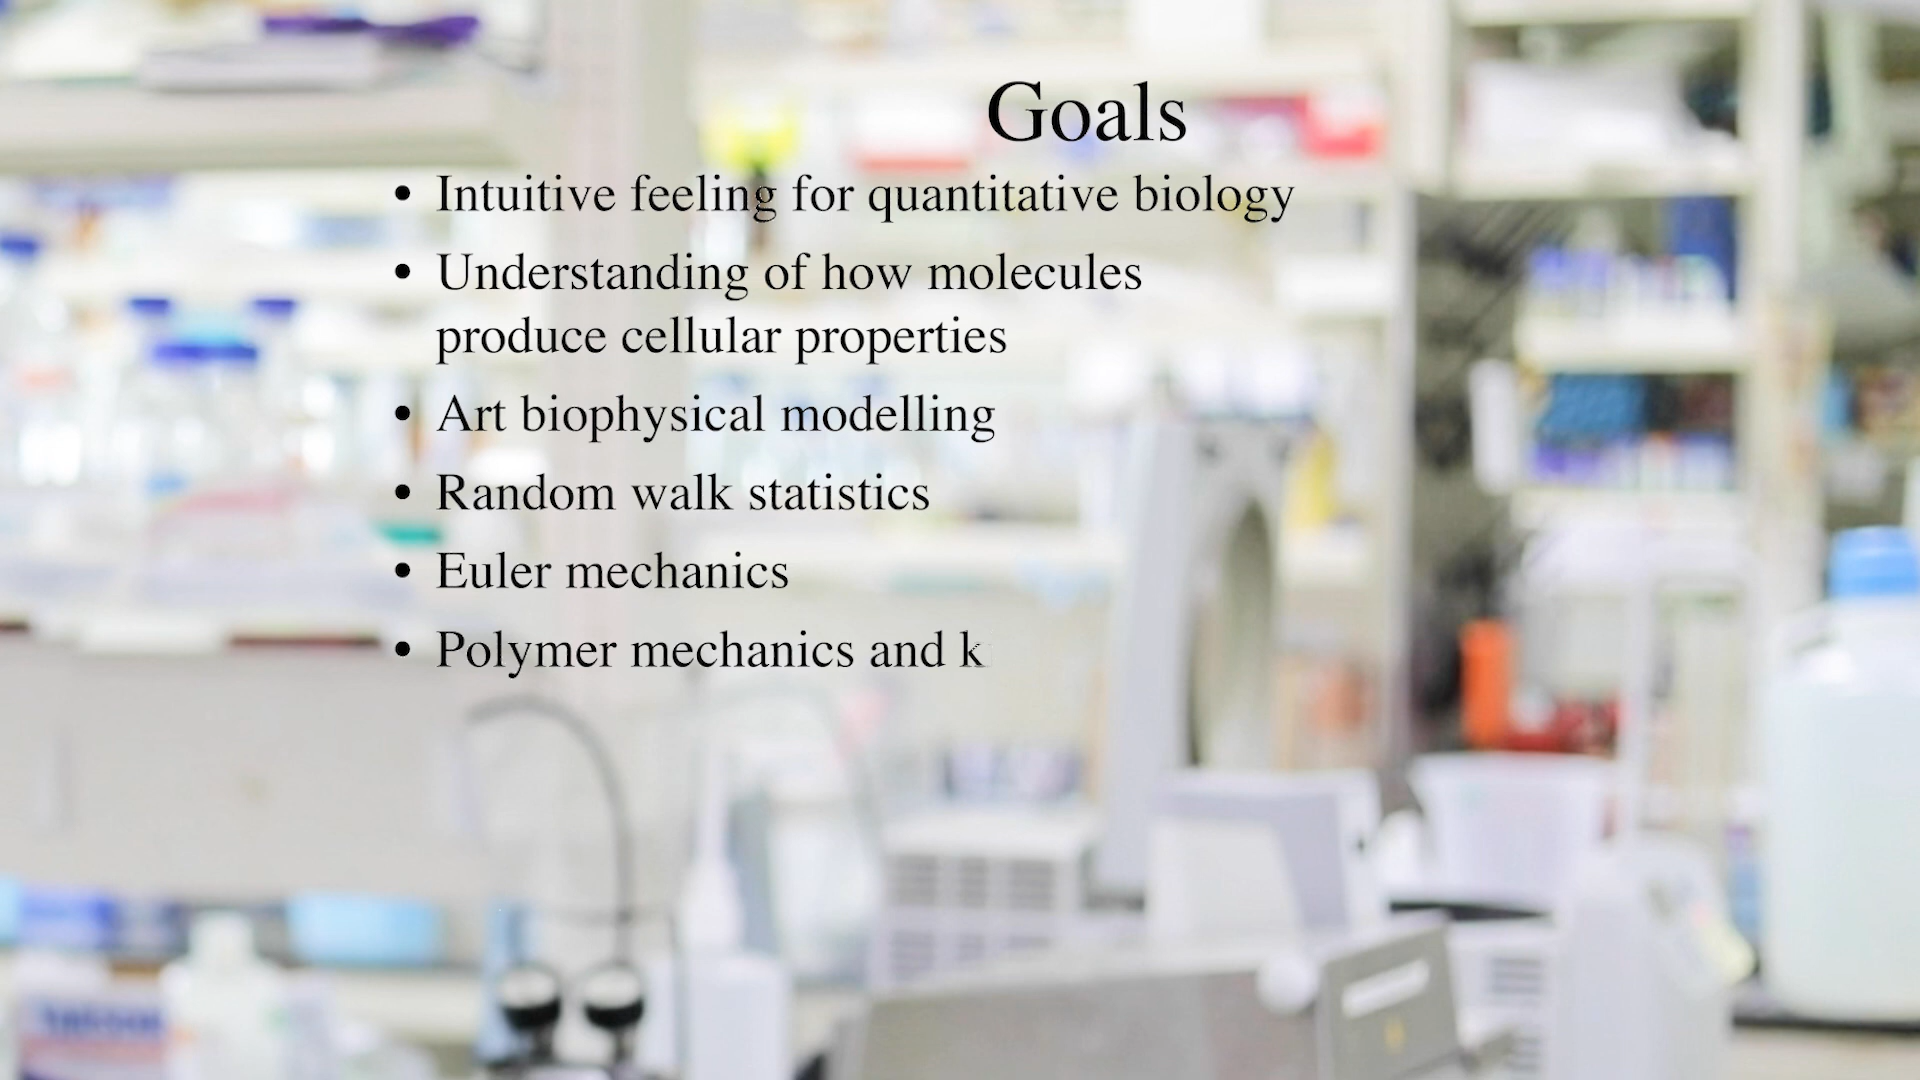 Goals
• Intuitive feeling for quantitative biology
• Understanding of how molecules
produce cellular properties
• Art biophysical modelling
• Random walk statistics
• Euler mechanics
• Polymer mechanics and k